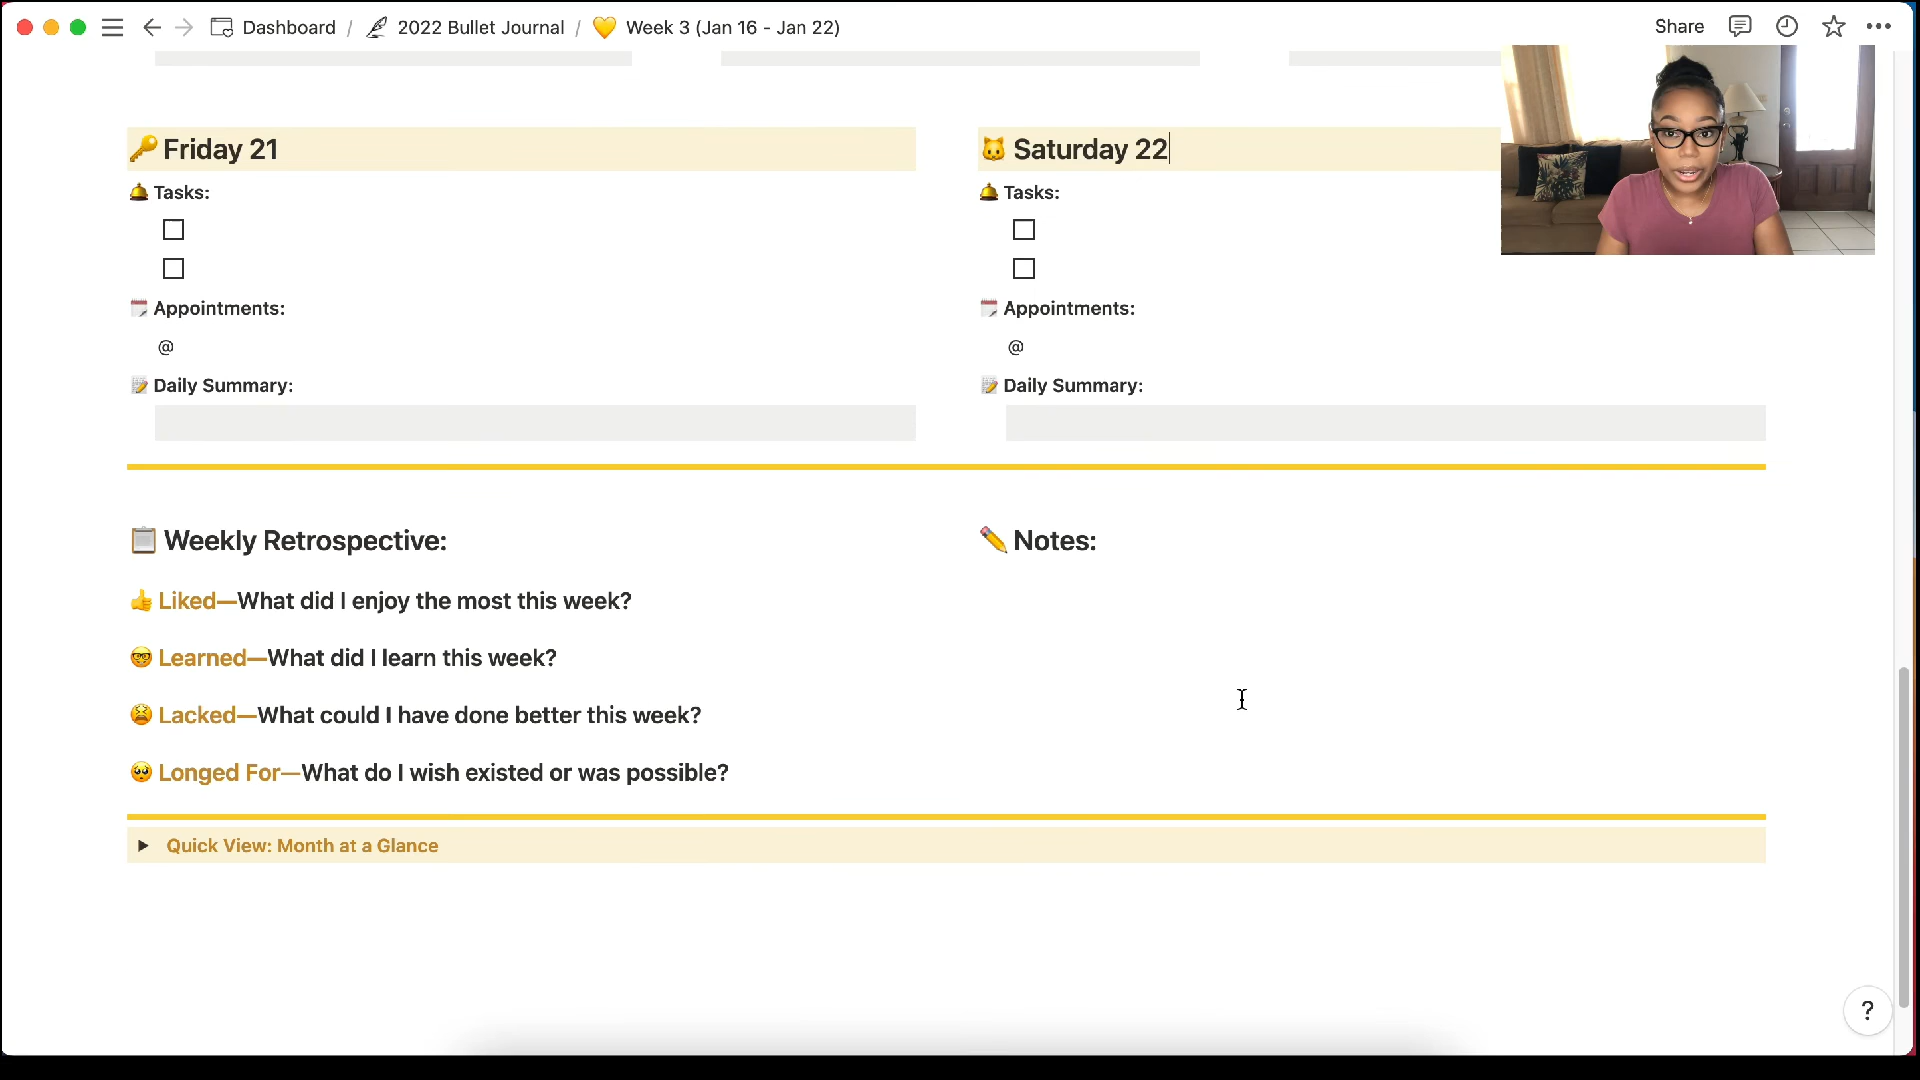 Dashboard / 2022 Bullet Journal / Week 3 (Jan 16 - Jan 22)
Share
Friday 21
Tasks:
Appointments:
@
Daily Summary:
Saturday 22
Tasks:
Appointments:
@
Daily Summary:
Weekly Retrospective:
Liked—What did I enjoy the most this week?
Learned—What did I learn this week?
Lacked—What could I have done better this week?
Longed For—What do I wish existed or was possible?
Notes:
Quick View: Month at a Glance
?